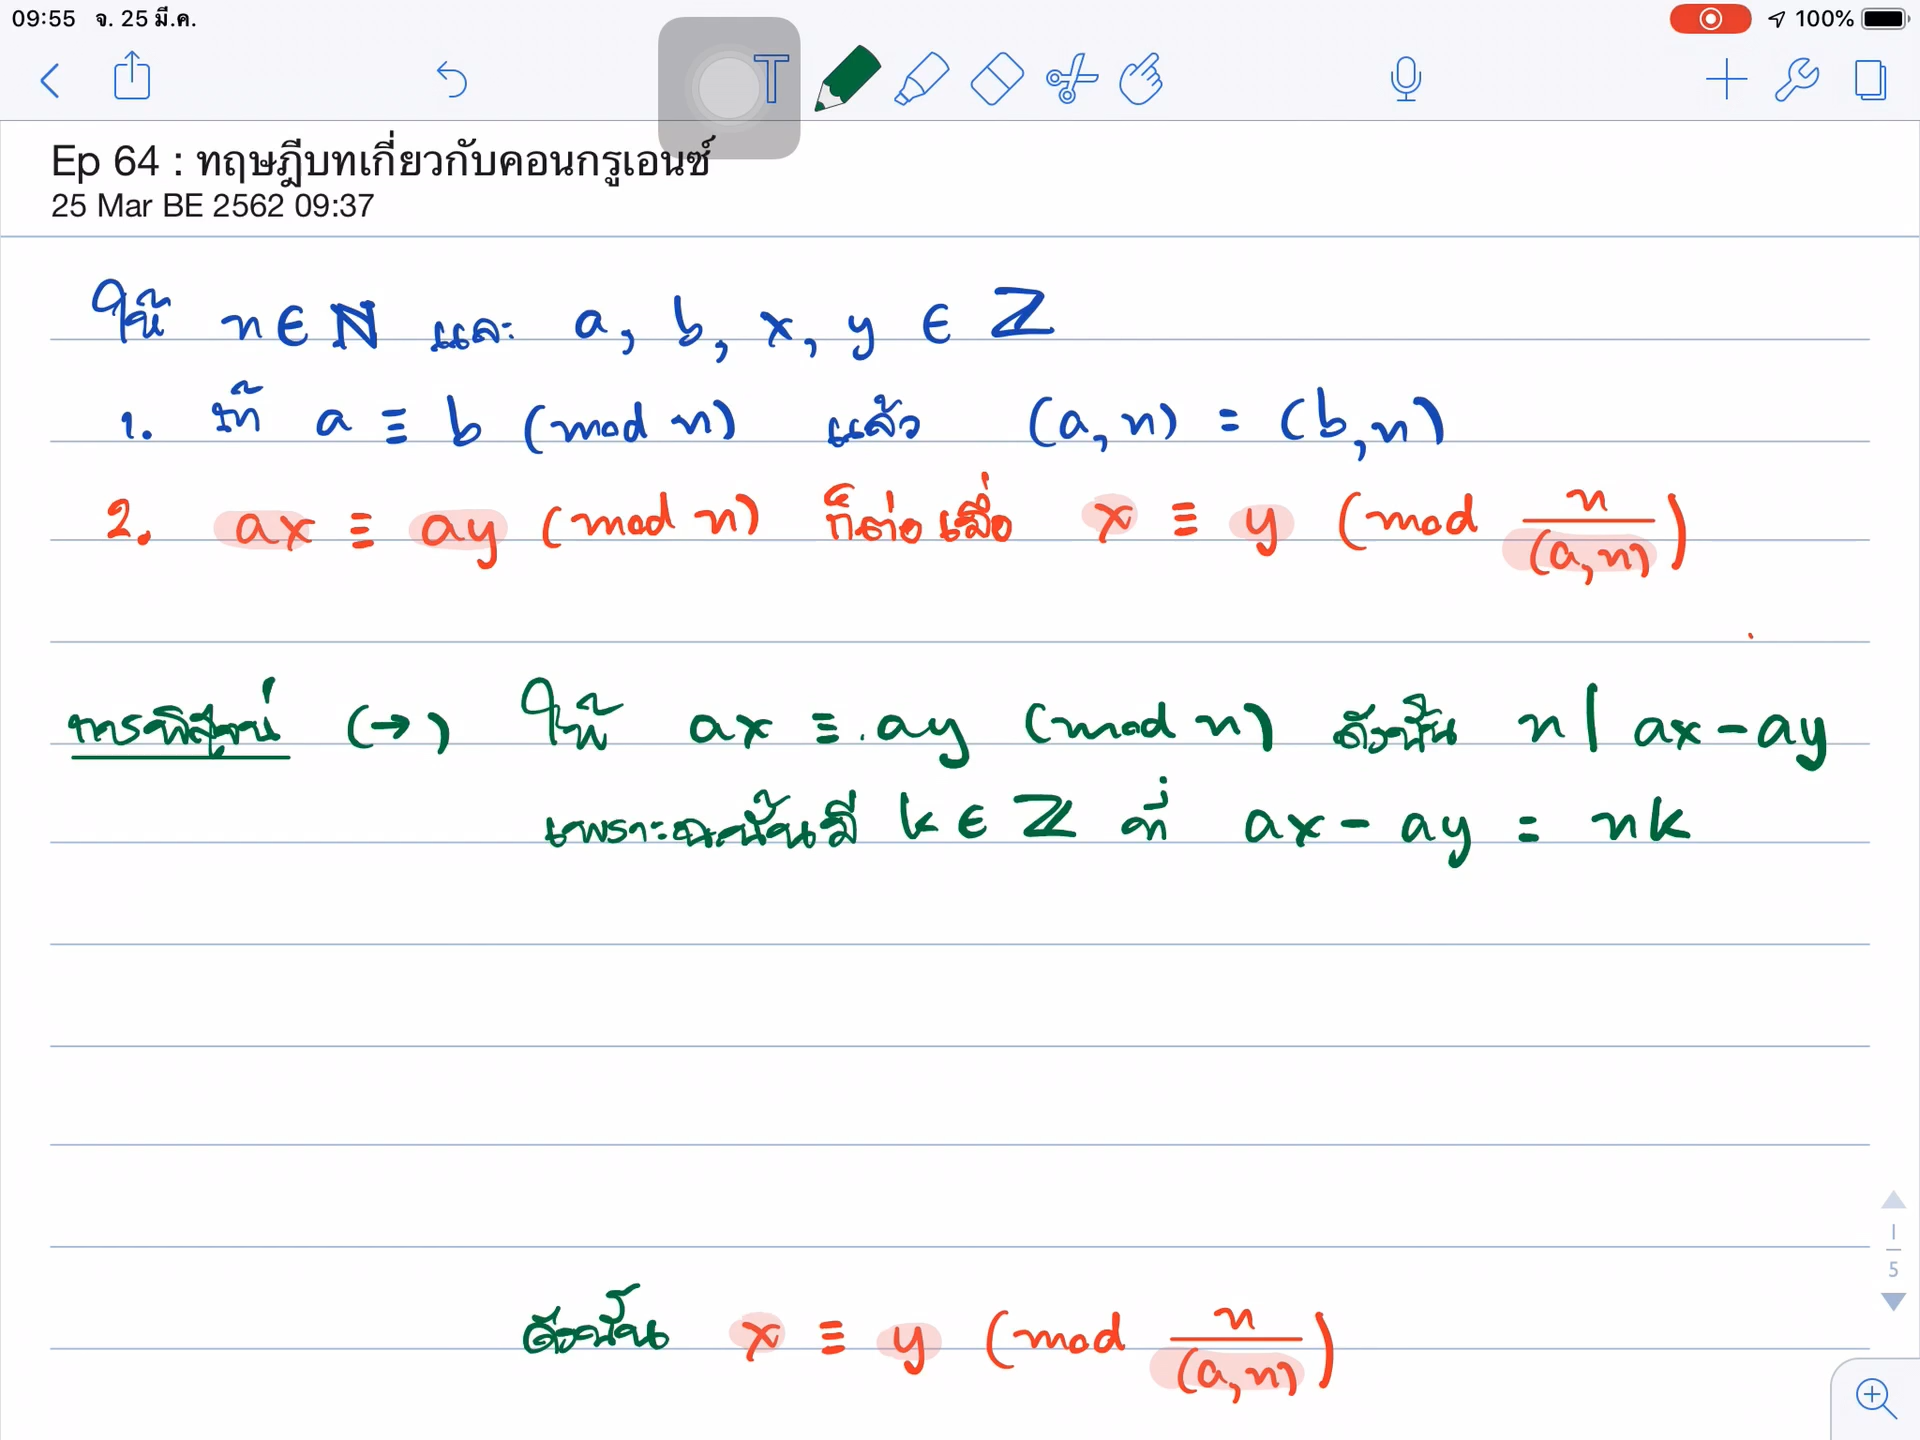 09:55 จ. 25 มี.ค. 100%
T
Ep 64 : ทฤษฎีบทเกี่ยวกับคอนกรูเอนซ์
25 Mar BE 2562 09:37
ให้ n ∈ ℕ และ a, b, x, y ∈ ℤ
1. ถ้า a ≡ b (mod n) แล้ว (a, n) = (b, n)
2. ax ≡ ay (mod n) ก็ต่อเมื่อ x ≡ y (mod n/(a, n))
การพิสูจน์ (→) ให้ ax ≡ ay (mod n) ดังนั้น n | ax - ay
เพราะฉะนั้นมี k ∈ ℤ ที่ ax - ay = nk
1
5
ดังนั้น x ≡ y (mod n/(a, n))